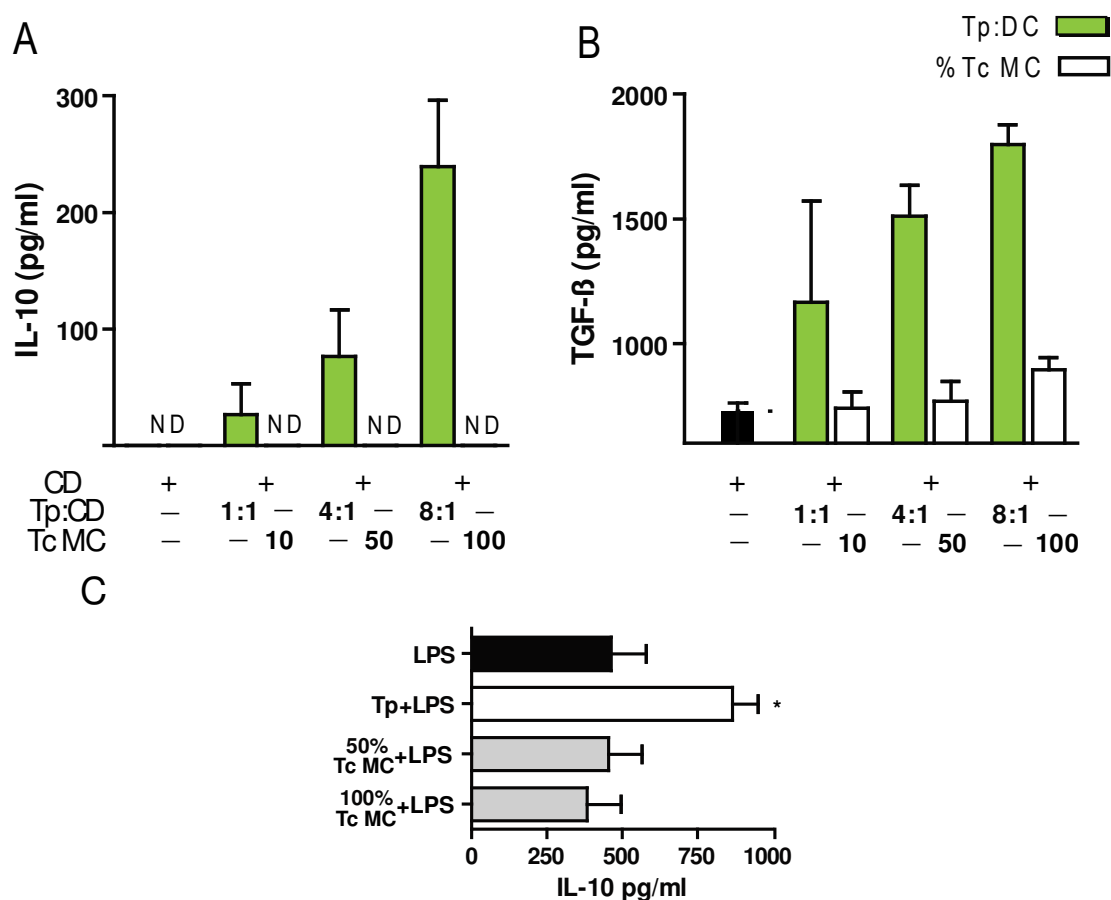 A
300
200
100
IL-10 (pg/ml)
ND ND ND ND
CD + + + +
Tp:CD – 1:1 – 4:1 – 8:1 –
Tc MC – – 10 – 50 – 100
B
Tp:DC
% Tc MC
2000
1500
1000
TGF-ß (pg/ml)
+ + + +
– 1:1 – 4:1 – 8:1 –
– – 10 – 50 – 100
C
LPS
Tp+LPS *
50%
Tc MC+LPS
100%
Tc MC+LPS
0 250 500 750 1000
IL-10 pg/ml